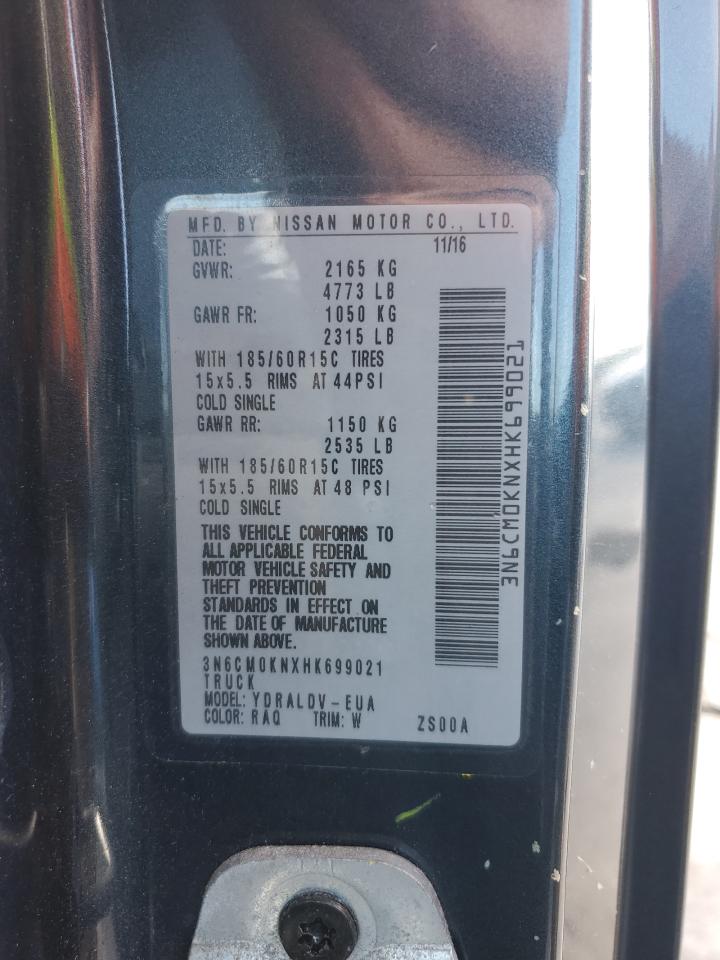 MFD. BY NISSAN MOTOR CO., LTD.
DATE: 11/16
GVWR: 2165 KG
4773 LB
GAWR FR: 1050 KG
2315 LB
WITH 185/60R15C TIRES
15x5.5 RIMS AT 44PSI
COLD SINGLE
GAWR RR: 1150 KG
2535 LB
WITH 185/60R15C TIRES
15x5.5 RIMS AT 48 PSI
COLD SINGLE
THIS VEHICLE CONFORMS TO
ALL APPLICABLE FEDERAL
MOTOR VEHICLE SAFETY AND
THEFT PREVENTION
STANDARDS IN EFFECT ON
THE DATE OF MANUFACTURE
SHOWN ABOVE.
3N6CM0KNXHK699021
TRUCK
MODEL: YDRALDV-EUA
COLOR: RAQ TRIM: W ZS00A
3N6CM0KNXHK699021